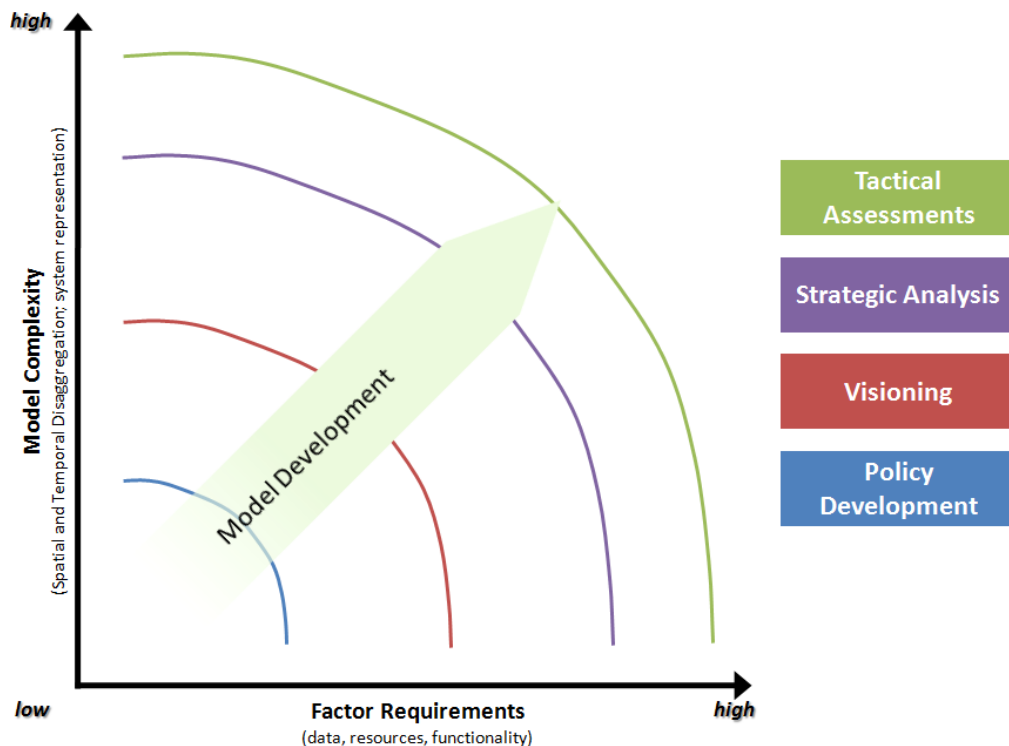 high
Model Complexity
(Spatial and Temporal Disaggregation; system representation)
Model Development
Tactical
Assessments
Strategic Analysis
Visioning
Policy
Development
low
Factor Requirements
high
(data, resources, functionality)